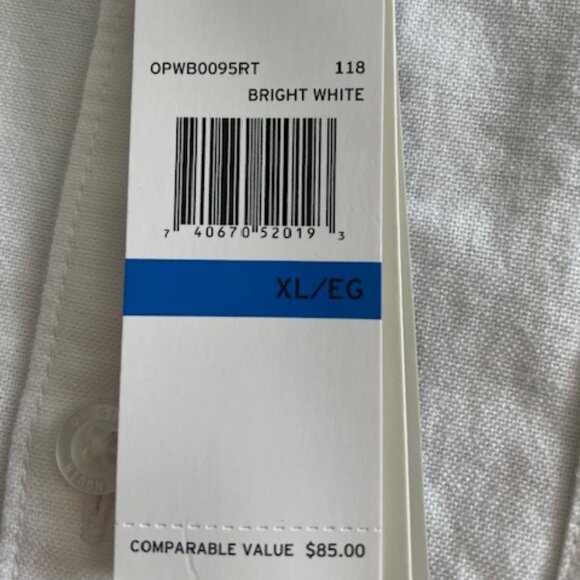 OPWB0095RT 118
BRIGHT WHITE
7 40670 52019 3
XL/EG
COMPARABLE VALUE $85.00